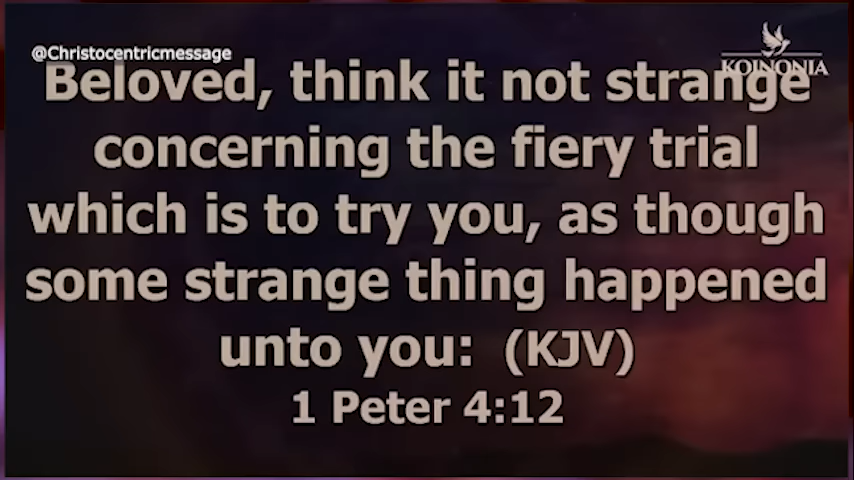 @Christocentricmessage
KOINONIA
Beloved, think it not strange
concerning the fiery trial
which is to try you, as though
some strange thing happened
unto you: (KJV)
1 Peter 4:12